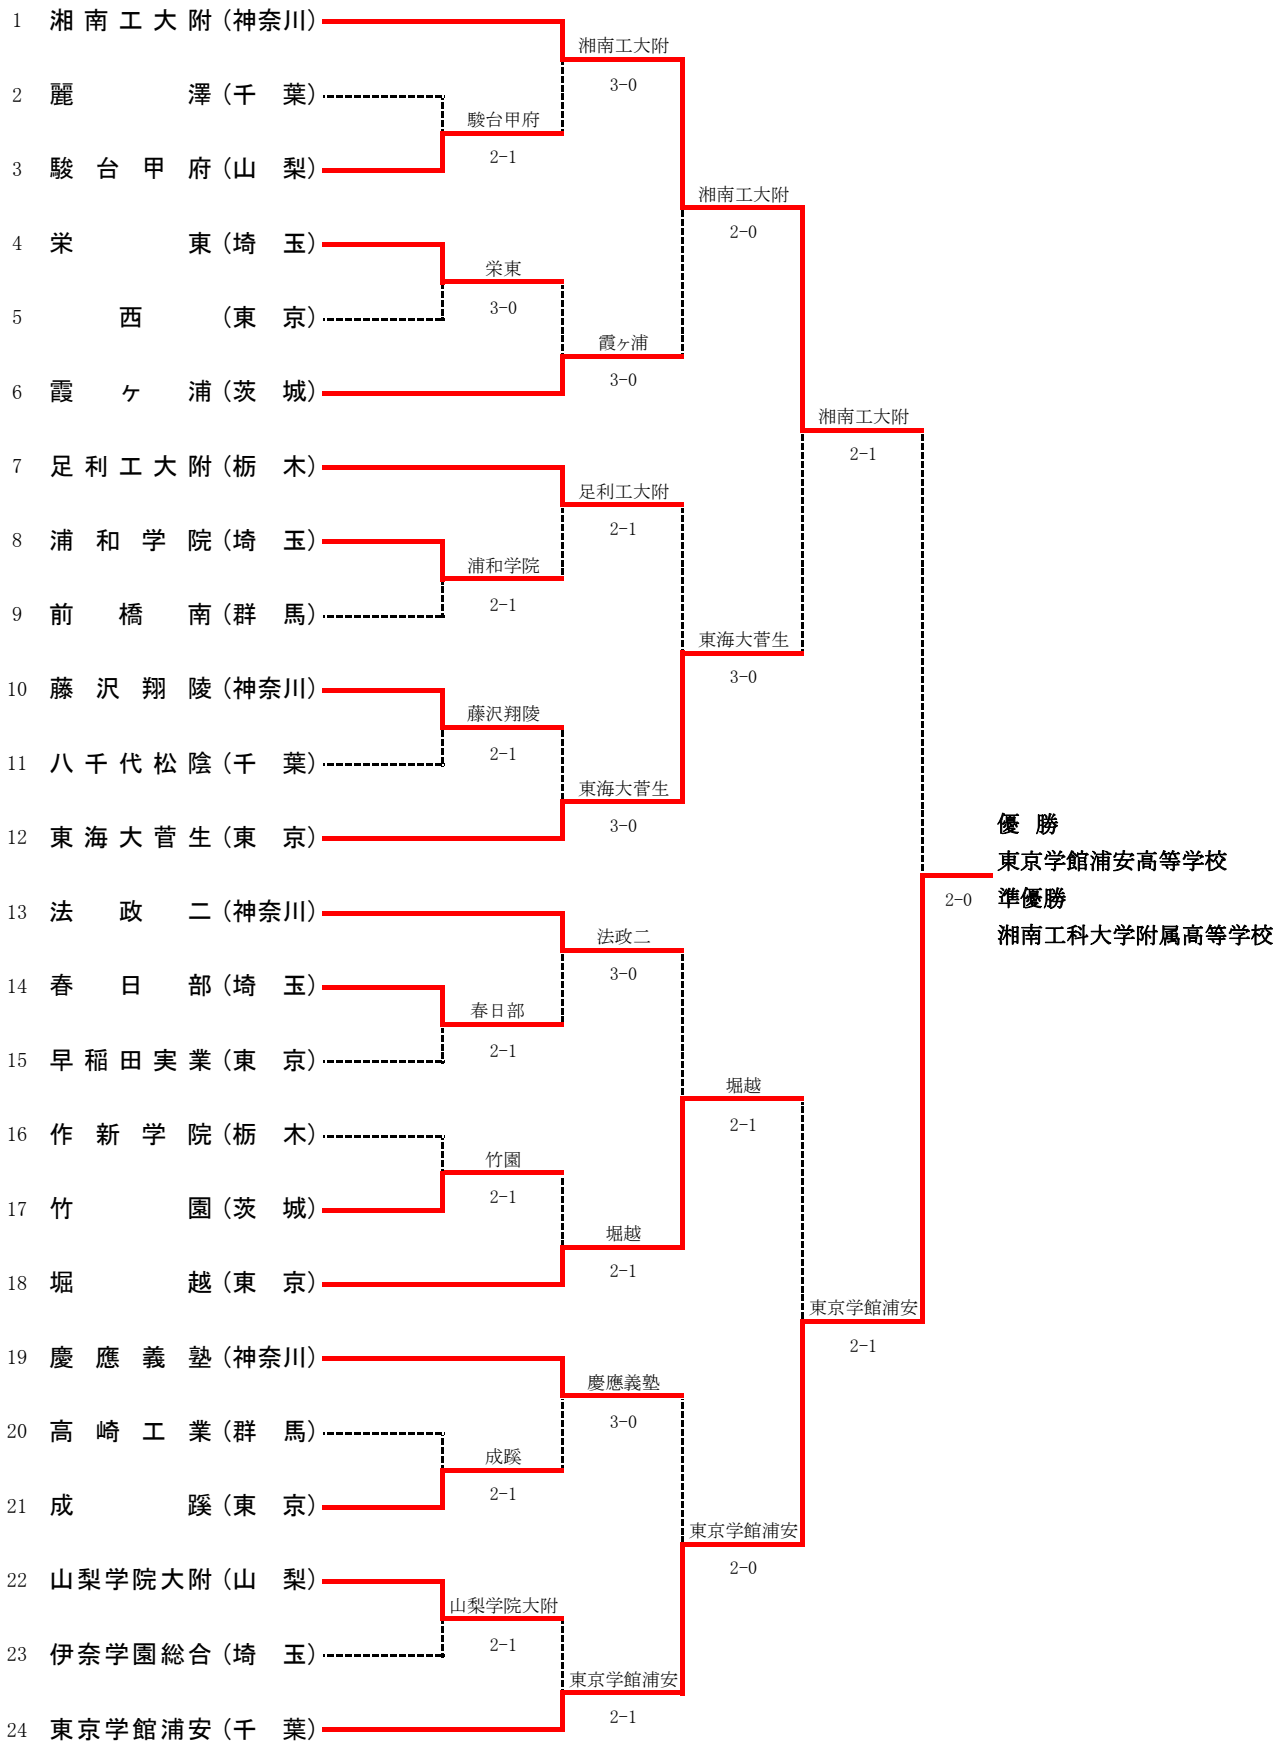 1 湘南工大附（神奈川）
湘南工大附
3-0
2 麗澤（千葉）
駿台甲府
2-1
3 駿台甲府（山梨）
湘南工大附
2-0
4 栄東（埼玉）
栄東
3-0
5 西（東京）
霞ヶ浦
3-0
6 霞ヶ浦（茨城）
湘南工大附
2-1
7 足利工大附（栃木）
足利工大附
2-1
8 浦和学院（埼玉）
浦和学院
2-1
9 前橋南（群馬）
東海大菅生
3-0
10 藤沢翔陵（神奈川）
藤沢翔陵
2-1
11 八千代松陰（千葉）
東海大菅生
3-0
12 東海大菅生（東京）
優勝
東京学館浦安高等学校
2-0
準優勝
湘南工科大学附属高等学校
13 法政二（神奈川）
法政二
3-0
14 春日部（埼玉）
春日部
2-1
15 早稲田実業（東京）
堀越
2-1
16 作新学院（栃木）
竹園
2-1
17 竹園（茨城）
堀越
2-1
18 堀越（東京）
東京学館浦安
2-1
19 慶應義塾（神奈川）
慶應義塾
3-0
20 高崎工業（群馬）
成蹊
2-1
21 成蹊（東京）
東京学館浦安
2-0
22 山梨学院大附（山梨）
山梨学院大附
2-1
23 伊奈学園総合（埼玉）
東京学館浦安
2-1
24 東京学館浦安（千葉）